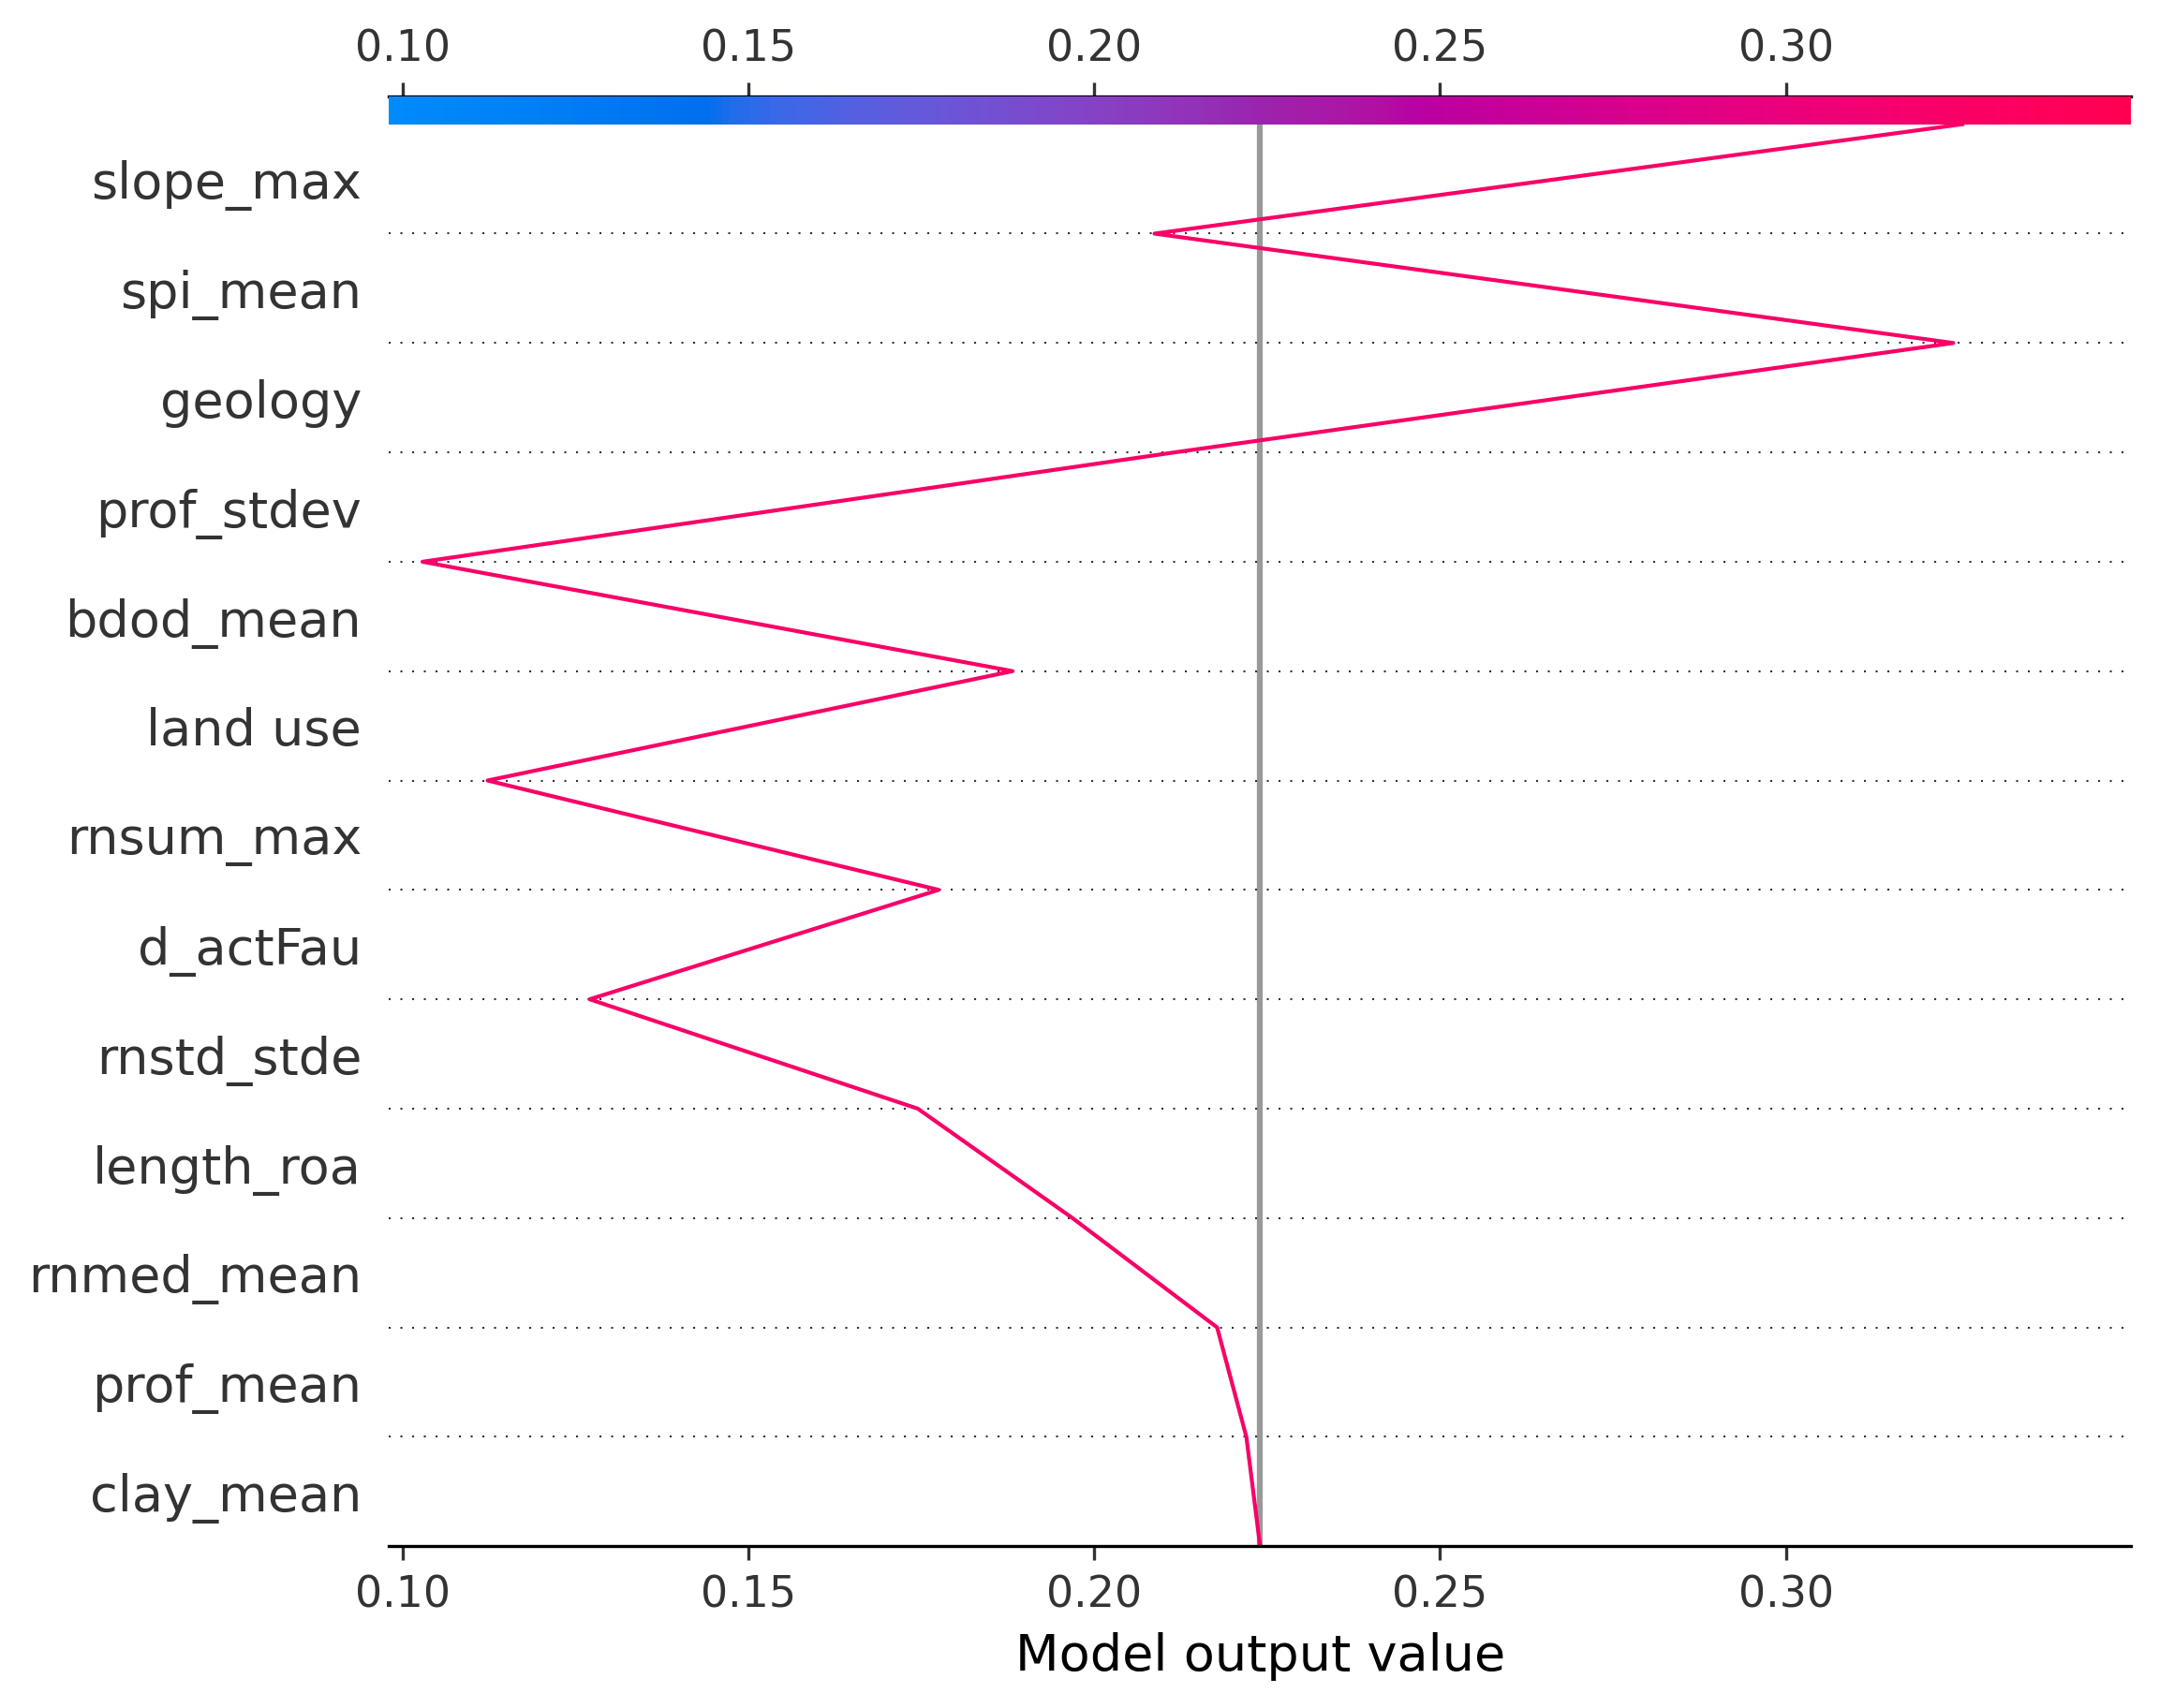 0.10 0.15 0.20 0.25 0.30
slope_max
spi_mean
geology
prof_stdev
bdod_mean
land use
rnsum_max
d_actFau
rnstd_stde
length_roa
rnmed_mean
prof_mean
clay_mean
0.10 0.15 0.20 0.25 0.30
Model output value